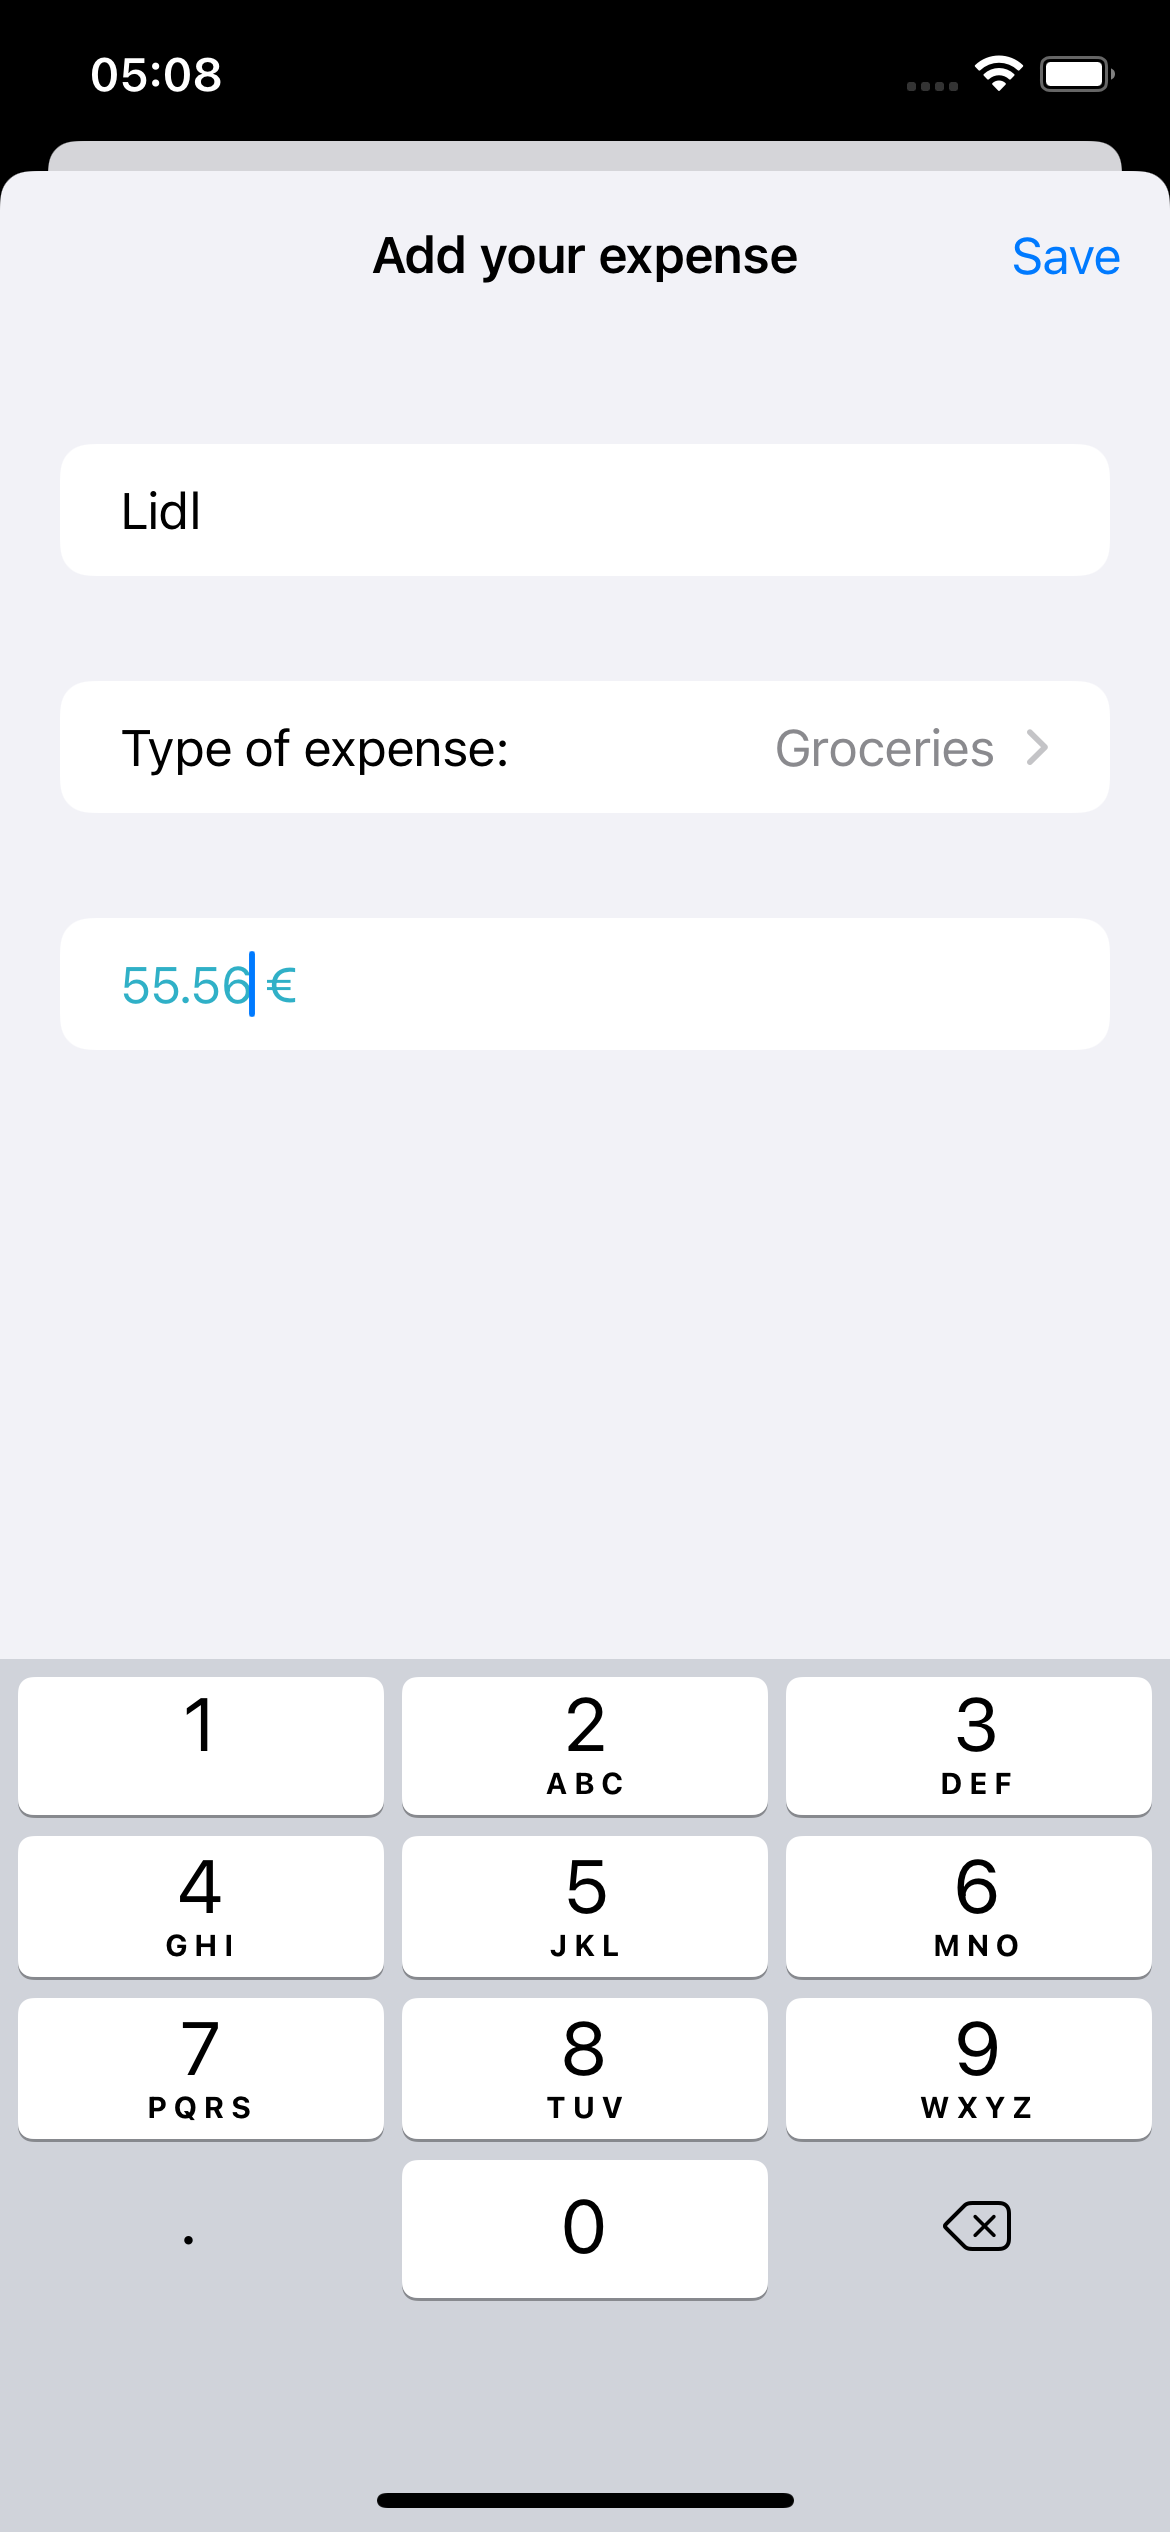 05:08
Add your expense
Save
Lidl
Type of expense:
Groceries
55.56 €
1
2
ABC
3
DEF
4
GHI
5
JKL
6
MNO
7
PQRS
8
TUV
9
WXYZ
.
0